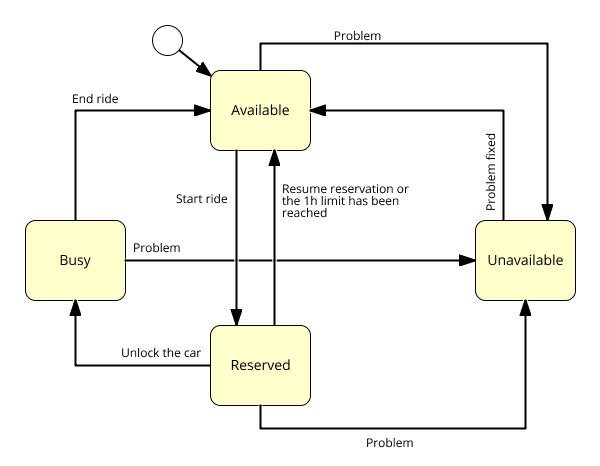 Problem
End ride
Available
Problem fixed
Start ride
Resume reservation or
the 1h limit has been
reached
Problem
Busy
Unavailable
Unlock the car
Reserved
Problem